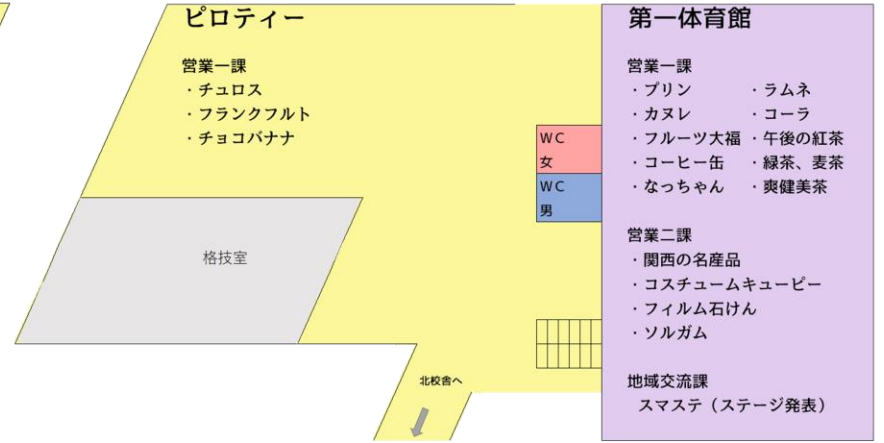 ピロティー
営業一課
・チュロス
・フランクフルト
・チョコバナナ
格技室
WC
女
WC
男
北校舎へ
第一体育館
営業一課
・プリン ・ラムネ
・カヌレ ・コーラ
・フルーツ大福 ・午後の紅茶
・コーヒー缶 ・緑茶、麦茶
・なっちゃん ・爽健美茶
営業二課
・関西の名産品
・コスチュームキューピー
・フィルム石けん
・ソルガム
地域交流課
スマステ（ステージ発表）